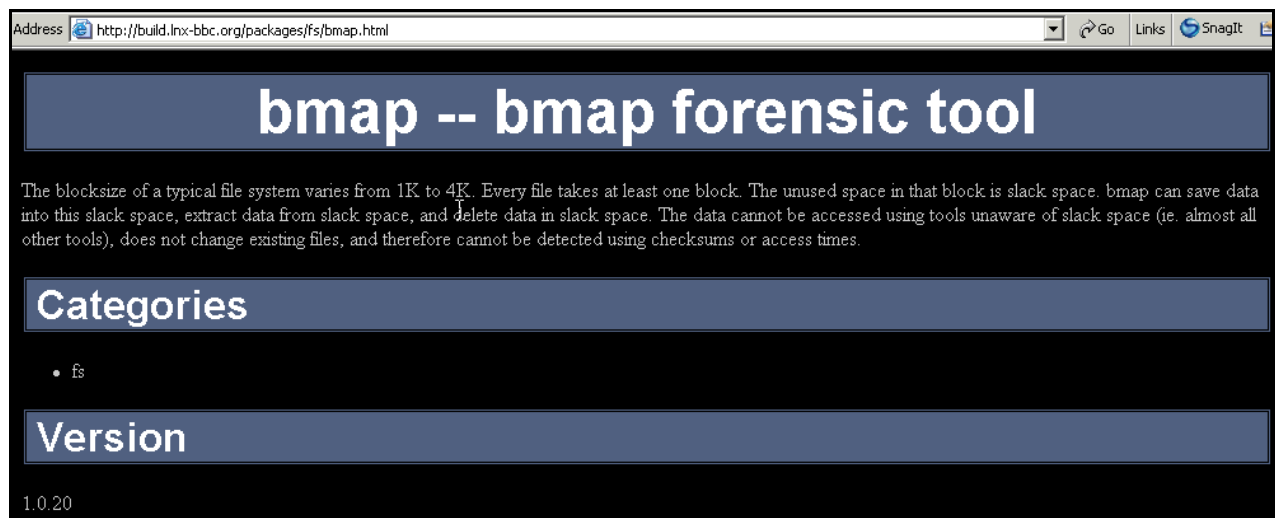 Address http://build.lnx-bbc.org/packages/fs/bmap.html Go Links SnagIt
bmap -- bmap forensic tool
The blocksize of a typical file system varies from 1K to 4K. Every file takes at least one block. The unused space in that block is slack space. bmap can save data
into this slack space, extract data from slack space, and delete data in slack space. The data cannot be accessed using tools unaware of slack space (ie. almost all
other tools), does not change existing files, and therefore cannot be detected using checksums or access times.
Categories
• fs
Version
1.0.20